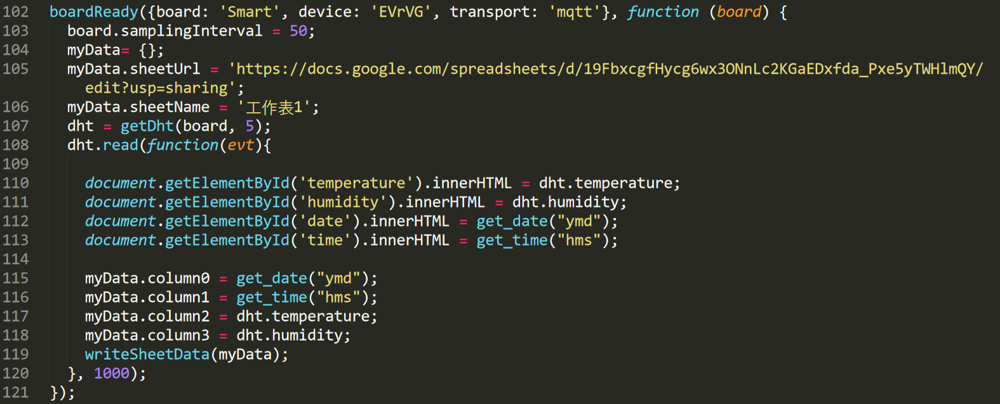 102 boardReady({board: 'Smart', device: 'EVrVG', transport: 'mqtt'}, function (board) {
103 board.samplingInterval = 50;
104 myData= {};
105 myData.sheetUrl = 'https://docs.google.com/spreadsheets/d/19FbxcgfHycg6wx3ONnLc2KGaEDxfda_Pxe5yTWHlmQY/
edit?usp=sharing';
106 myData.sheetName = '工作表1';
107 dht = getDht(board, 5);
108 dht.read(function(evt){
109
110 document.getElementById('temperature').innerHTML = dht.temperature;
111 document.getElementById('humidity').innerHTML = dht.humidity;
112 document.getElementById('date').innerHTML = get_date("ymd");
113 document.getElementById('time').innerHTML = get_time("hms");
114
115 myData.column0 = get_date("ymd");
116 myData.column1 = get_time("hms");
117 myData.column2 = dht.temperature;
118 myData.column3 = dht.humidity;
119 writeSheetData(myData);
120 }, 1000);
121 });